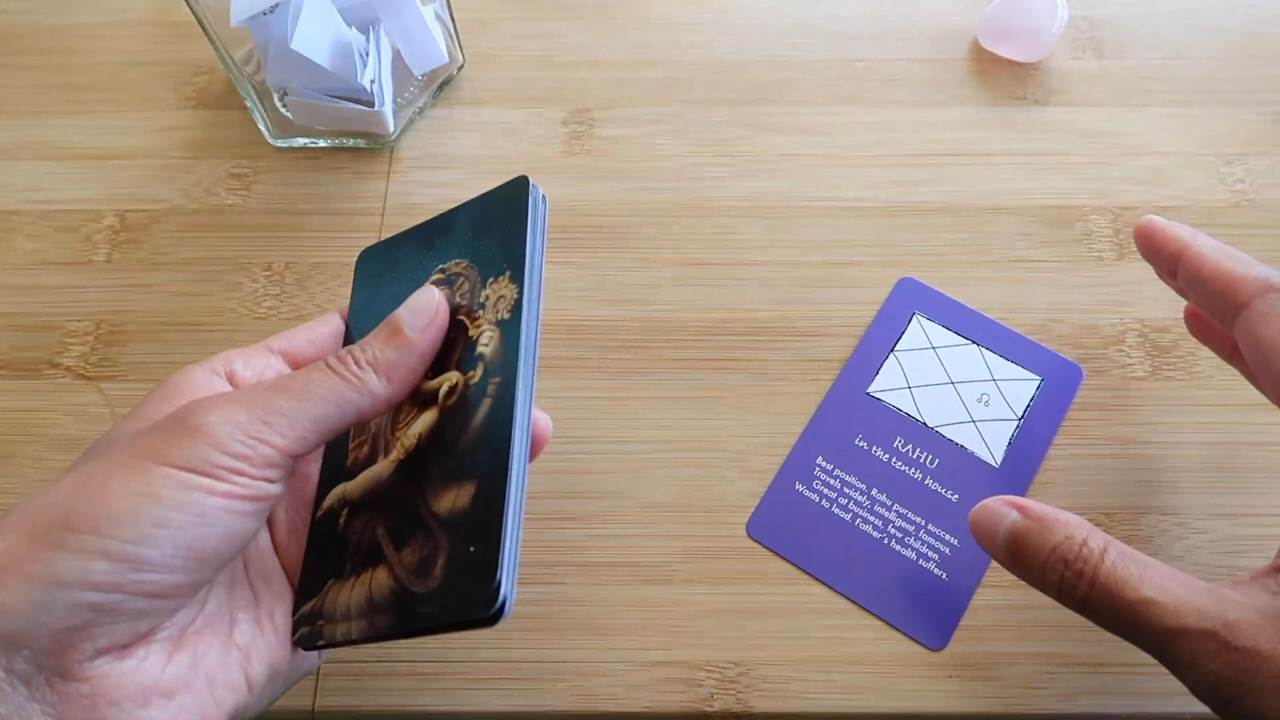 RAHU
in the tenth house
Best position. Rahu pursues success.
Travels widely, intelligent, famous.
Great at business, few children.
Wants to lead. Father's health suffers.